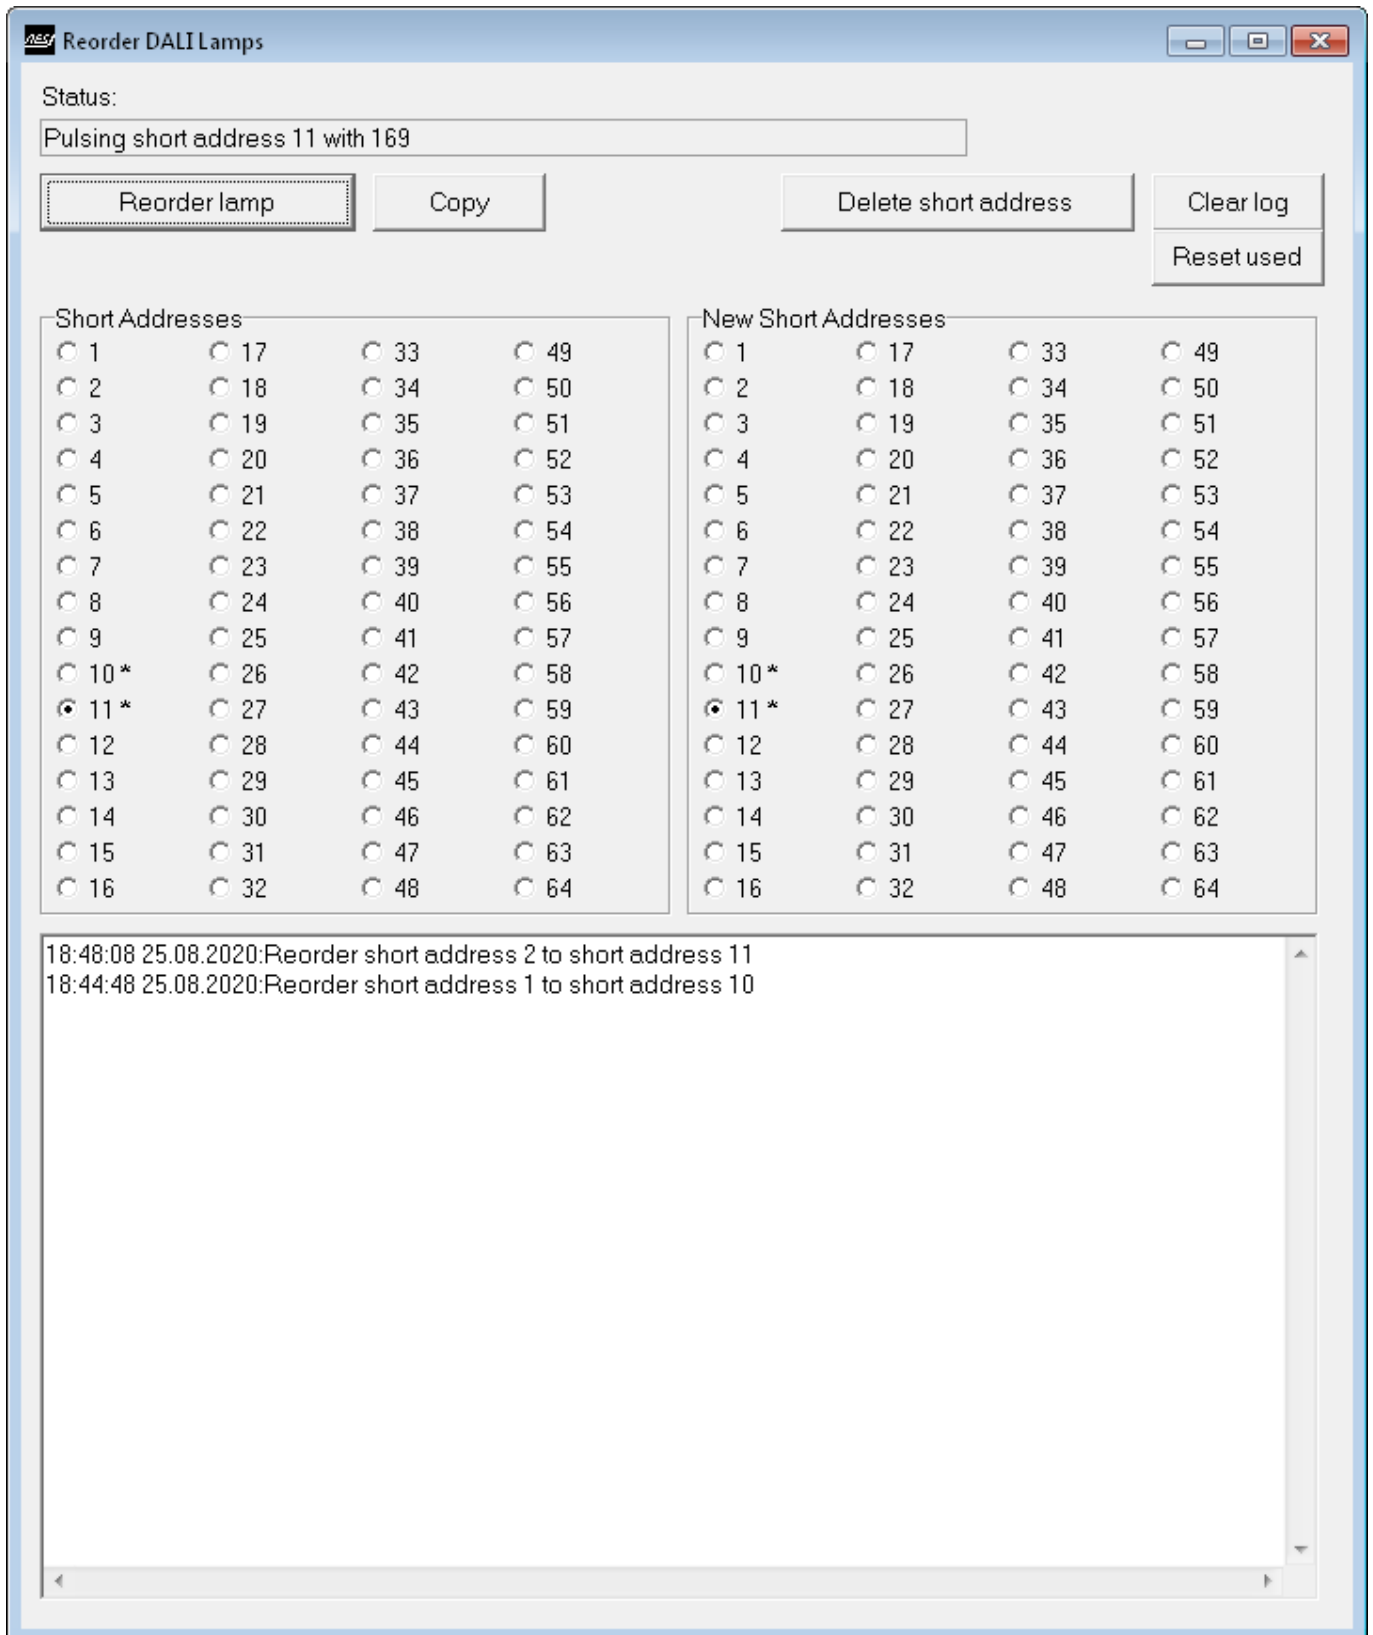 Reorder DALI Lamps
Status:
Pulsing short address 11 with 169
Reorder lamp Copy Delete short address Clear log
Reset used
Short Addresses New Short Addresses
1 17 33 49 1 17 33 49
2 18 34 50 2 18 34 50
3 19 35 51 3 19 35 51
4 20 36 52 4 20 36 52
5 21 37 53 5 21 37 53
6 22 38 54 6 22 38 54
7 23 39 55 7 23 39 55
8 24 40 56 8 24 40 56
9 25 41 57 9 25 41 57
10 * 26 42 58 10 * 26 42 58
11 * 27 43 59 11 * 27 43 59
12 28 44 60 12 28 44 60
13 29 45 61 13 29 45 61
14 30 46 62 14 30 46 62
15 31 47 63 15 31 47 63
16 32 48 64 16 32 48 64
18:48:08 25.08.2020:Reorder short address 2 to short address 11
18:44:48 25.08.2020:Reorder short address 1 to short address 10